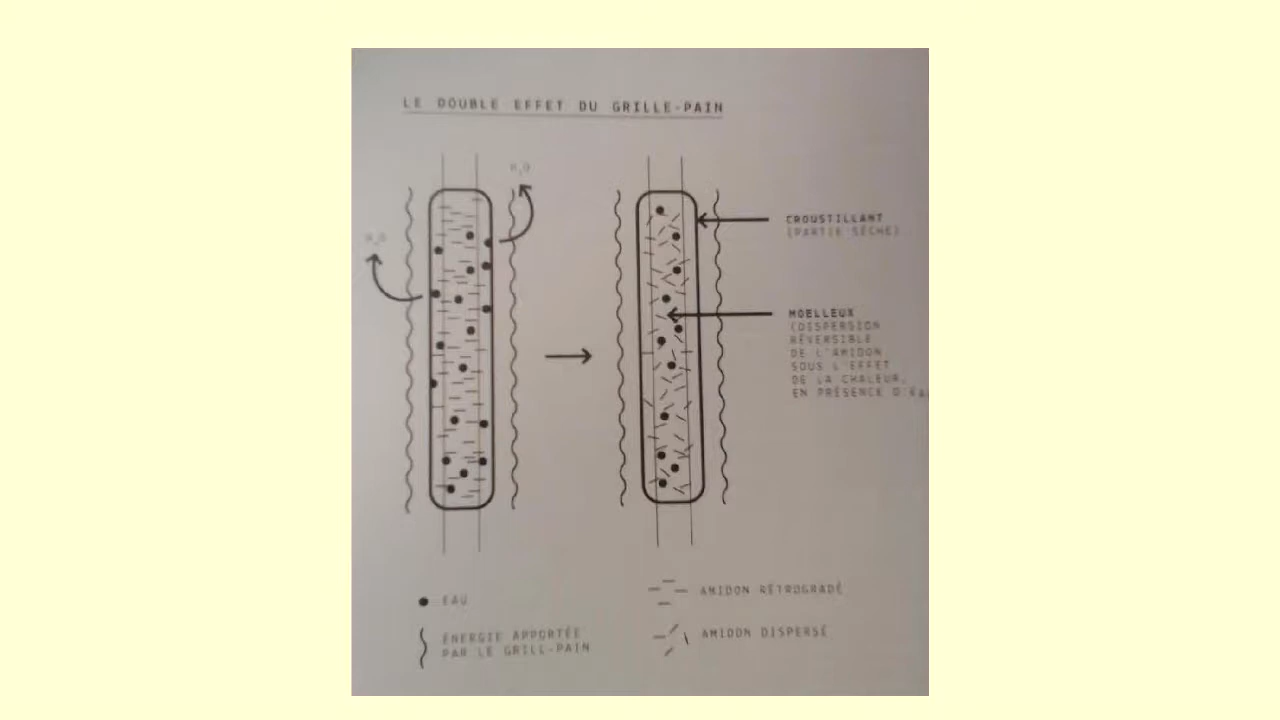 LE DOUBLE EFFET DU GRILLE-PAIN
H₂O
H₂O
CROUSTILLANT
(PARTIE SÈCHE)
MOELLEUX
(DISPERSION
RÉVERSIBLE
DE L'AMIDON
SOUS L'EFFET
DE LA CHALEUR,
EN PRÉSENCE D'EAU
EAU
ÉNERGIE APPORTÉE
PAR LE GRILL-PAIN
AMIDON RÉTROGRADÉ
AMIDON DISPERSÉ